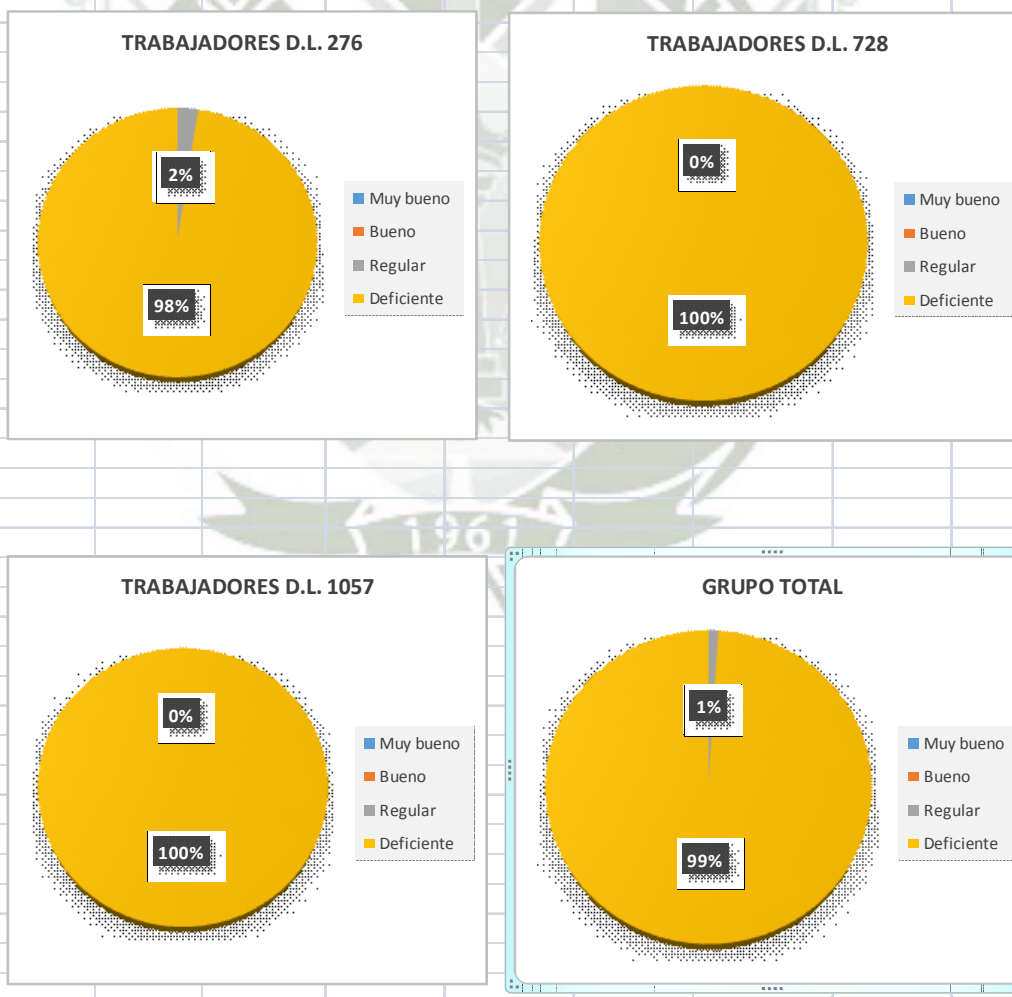 TRABAJADORES D.L. 276
2%
98%
Muy bueno
Bueno
Regular
Deficiente
TRABAJADORES D.L. 728
0%
100%
Muy bueno
Bueno
Regular
Deficiente
1961
TRABAJADORES D.L. 1057
0%
100%
Muy bueno
Bueno
Regular
Deficiente
GRUPO TOTAL
1%
99%
Muy bueno
Bueno
Regular
Deficiente